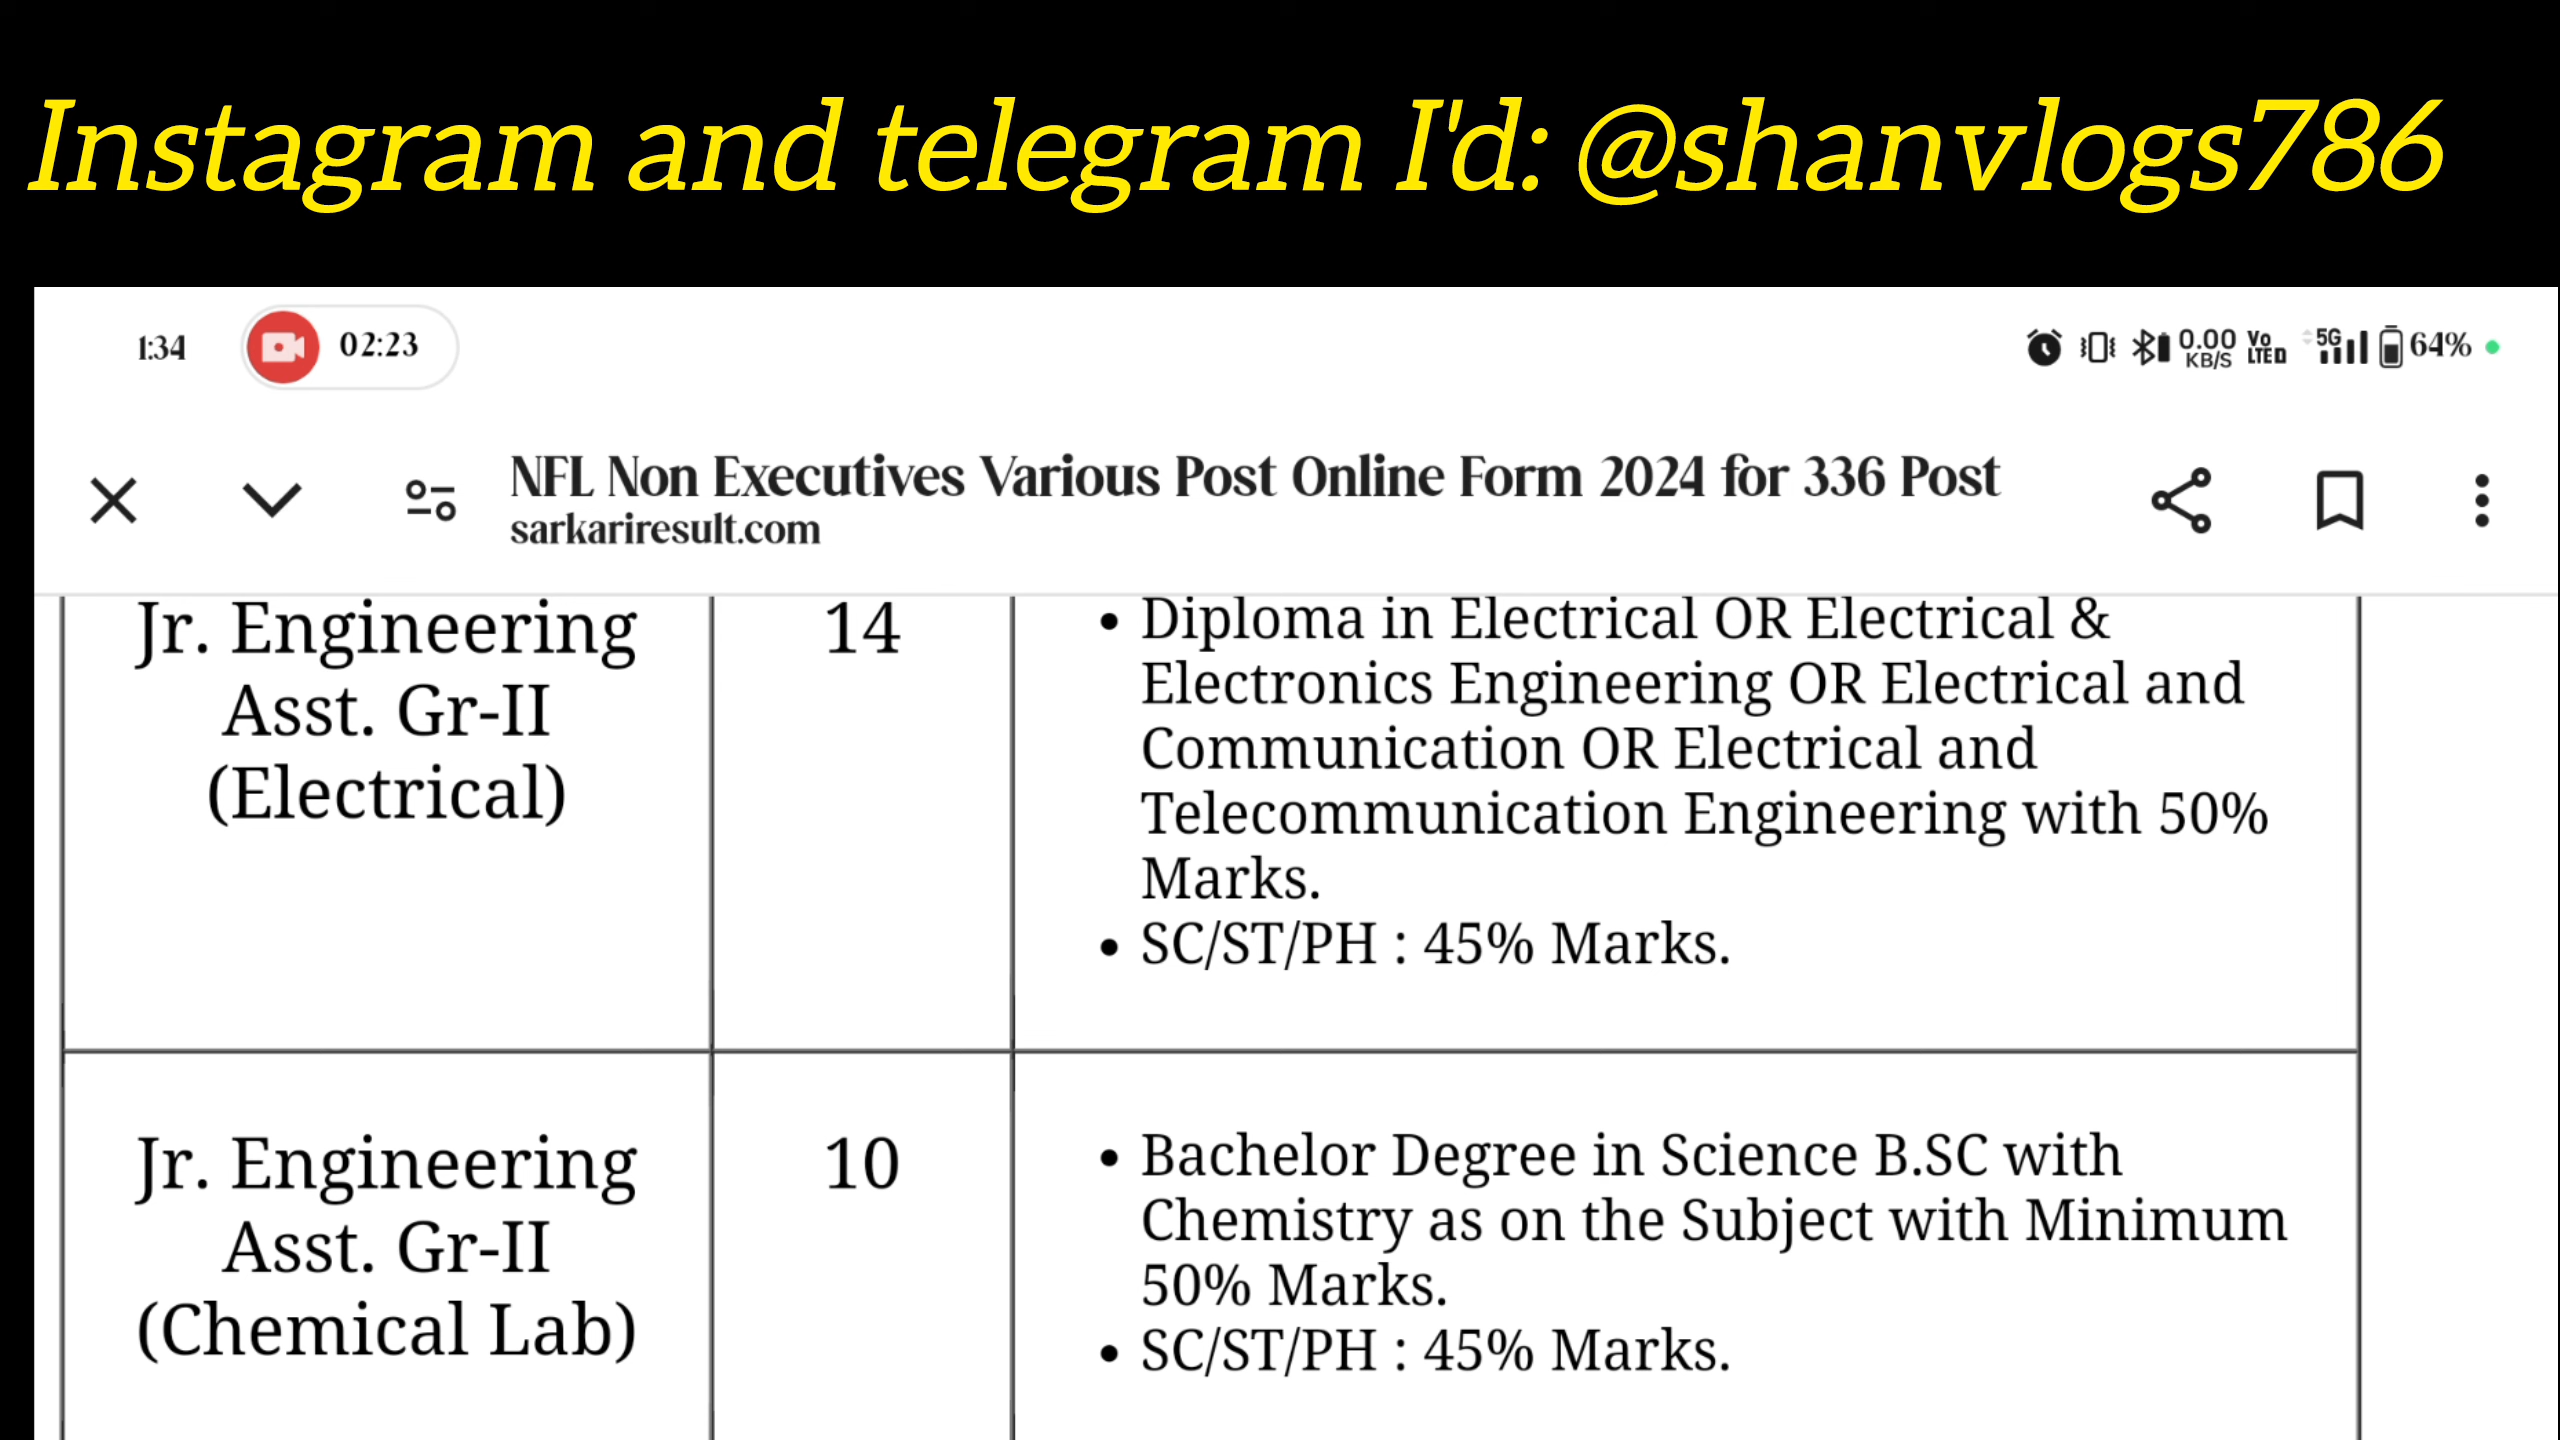 Instagram and telegram I'd: @shanvlogs786
1:34
02:23
0.00
KB/S
Vo
LTE
5G
64%
NFL Non Executives Various Post Online Form 2024 for 336 Post
sarkariresult.com
Jr. Engineering
Asst. Gr-II
(Electrical)
14
Diploma in Electrical OR Electrical &
Electronics Engineering OR Electrical and
Communication OR Electrical and
Telecommunication Engineering with 50%
Marks.
SC/ST/PH : 45% Marks.
Jr. Engineering
Asst. Gr-II
(Chemical Lab)
10
Bachelor Degree in Science B.SC with
Chemistry as on the Subject with Minimum
50% Marks.
SC/ST/PH : 45% Marks.